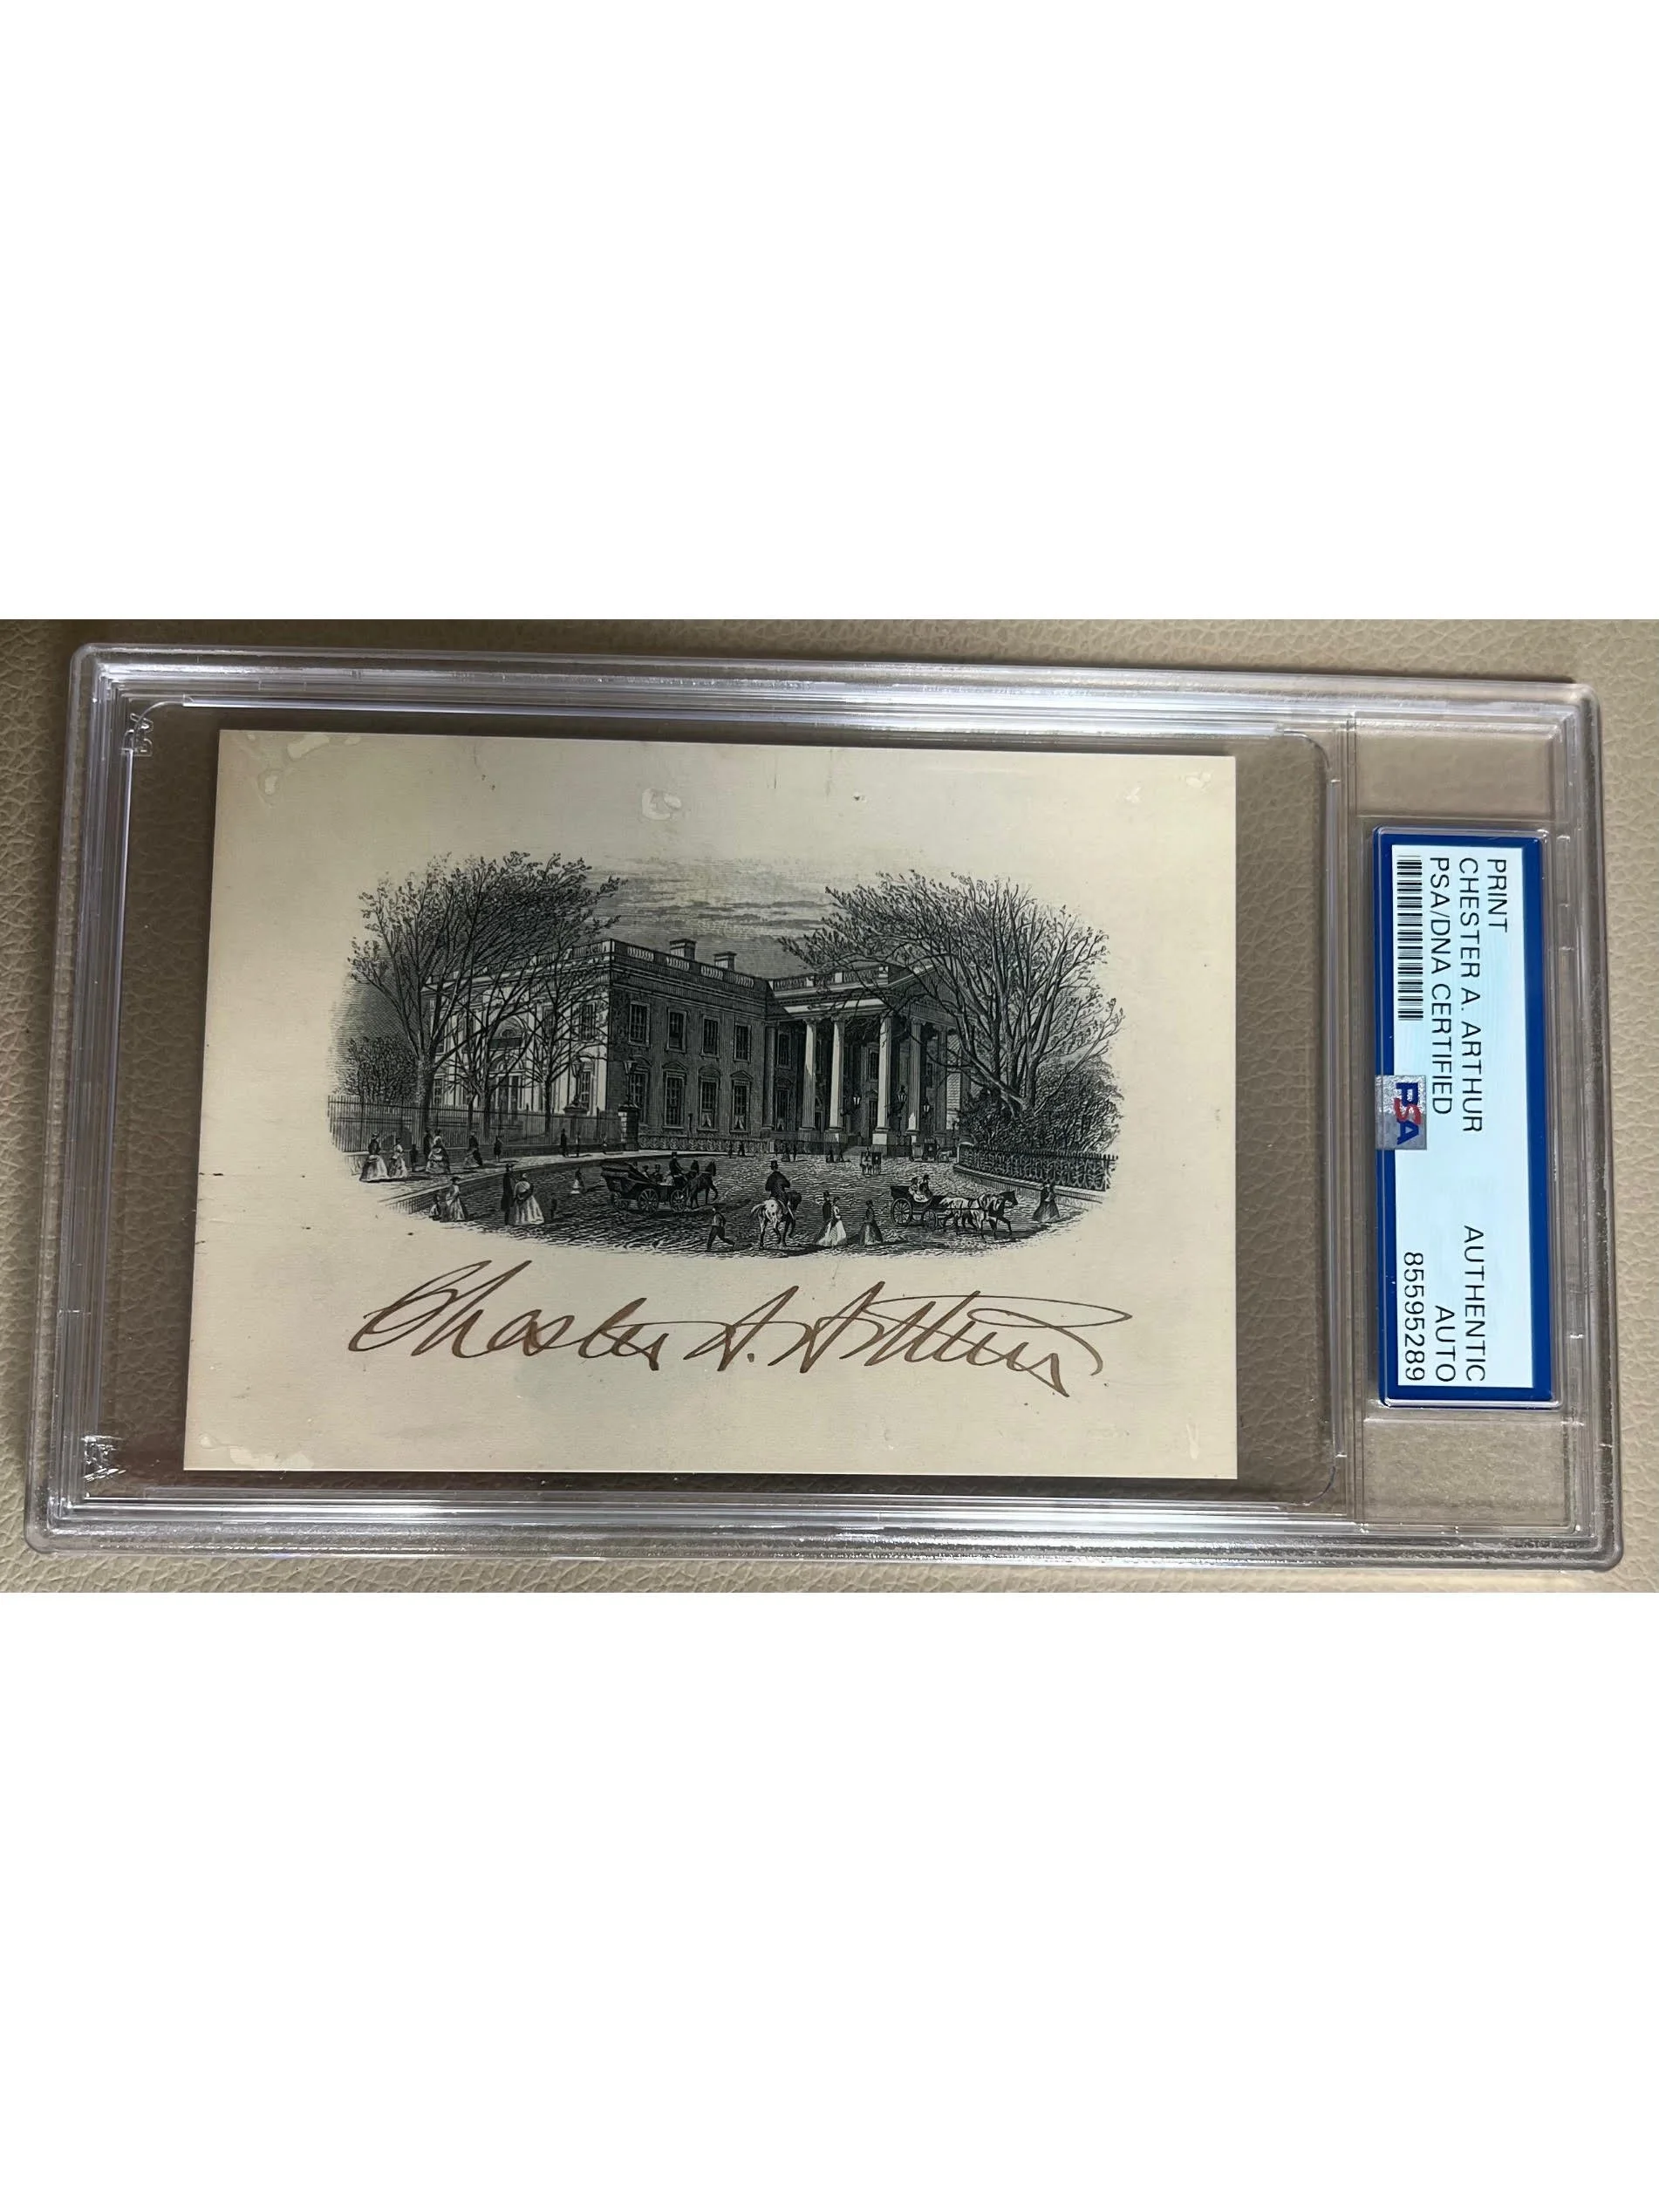 Chester A. Arthur
PRINT
CHESTER A. ARTHUR AUTHENTIC
PSA/DNA CERTIFIED AUTO
85595289
PSA